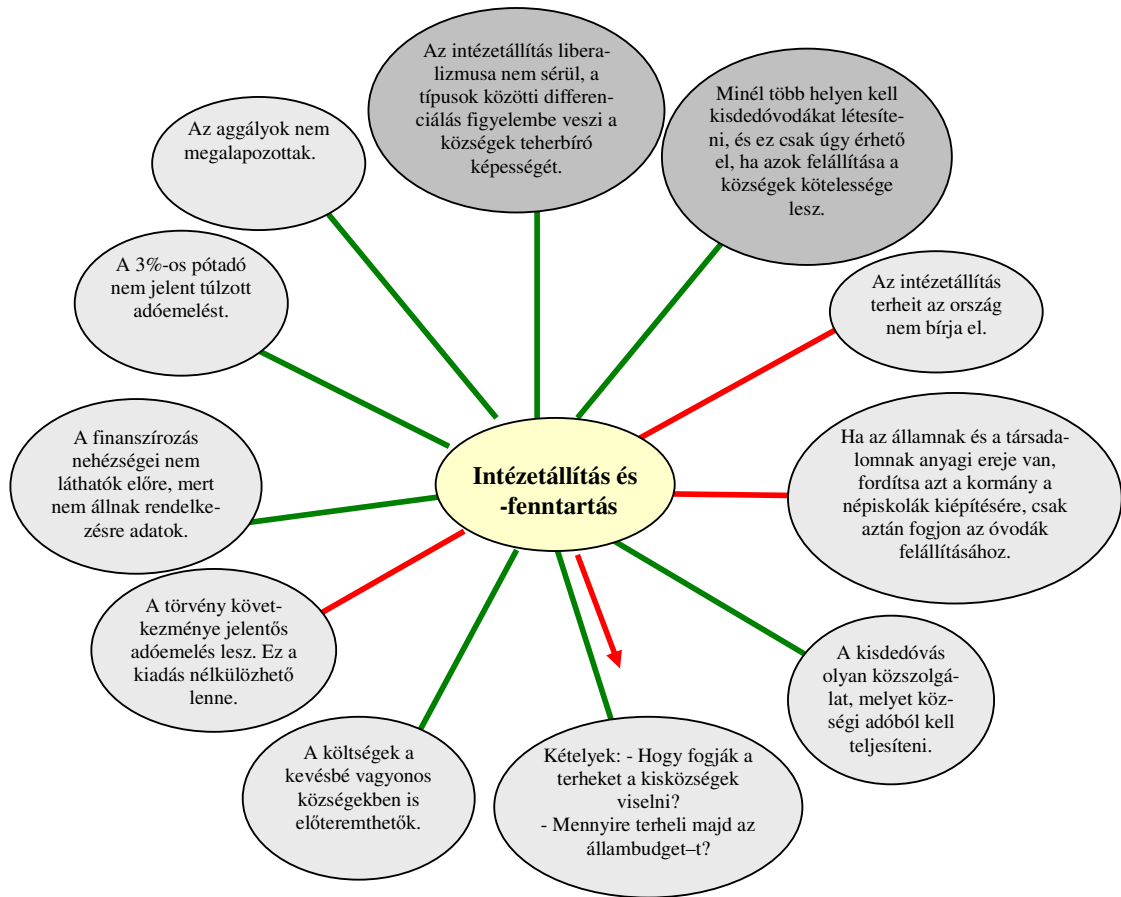 Az intézetállítás libera-
lizmusa nem sérül, a
típusok közötti differen-
ciálás figyelembe veszi a
községek teherbíró
képességét.
Minél több helyen kell
kisdedóvodákat létesíte-
ni, és ez csak úgy érhető
el, ha azok felállítása a
községek kötelessége
lesz.
Az aggályok nem
megalapozottak.
A 3%-os pótadó
nem jelent túlzott
adóemelést.
Az intézetállítás
terheit az ország
nem bírja el.
A finanszírozás
nehézségei nem
láthatók előre, mert
nem állnak rendelke-
zésre adatok.
Intézetállítás és
-fenntartás
Ha az államnak és a társada-
lomnak anyagi ereje van,
fordítsa azt a kormány a
népiskolák kiépítésére, csak
aztán fogjon az óvodák
felállításához.
A törvény követ-
kezménye jelentős
adóemelés lesz. Ez a
kiadás nélkülözhető
lenne.
A kisdedóvás
olyan közszolgá-
lat, melyet köz-
ségi adóból kell
teljesíteni.
A költségek a
kevésbé vagyonos
községekben is
előteremthetők.
Kételyek: - Hogy fogják a
terheket a kisközségek
viselni?
- Mennyire terheli majd az
állambudget–t?